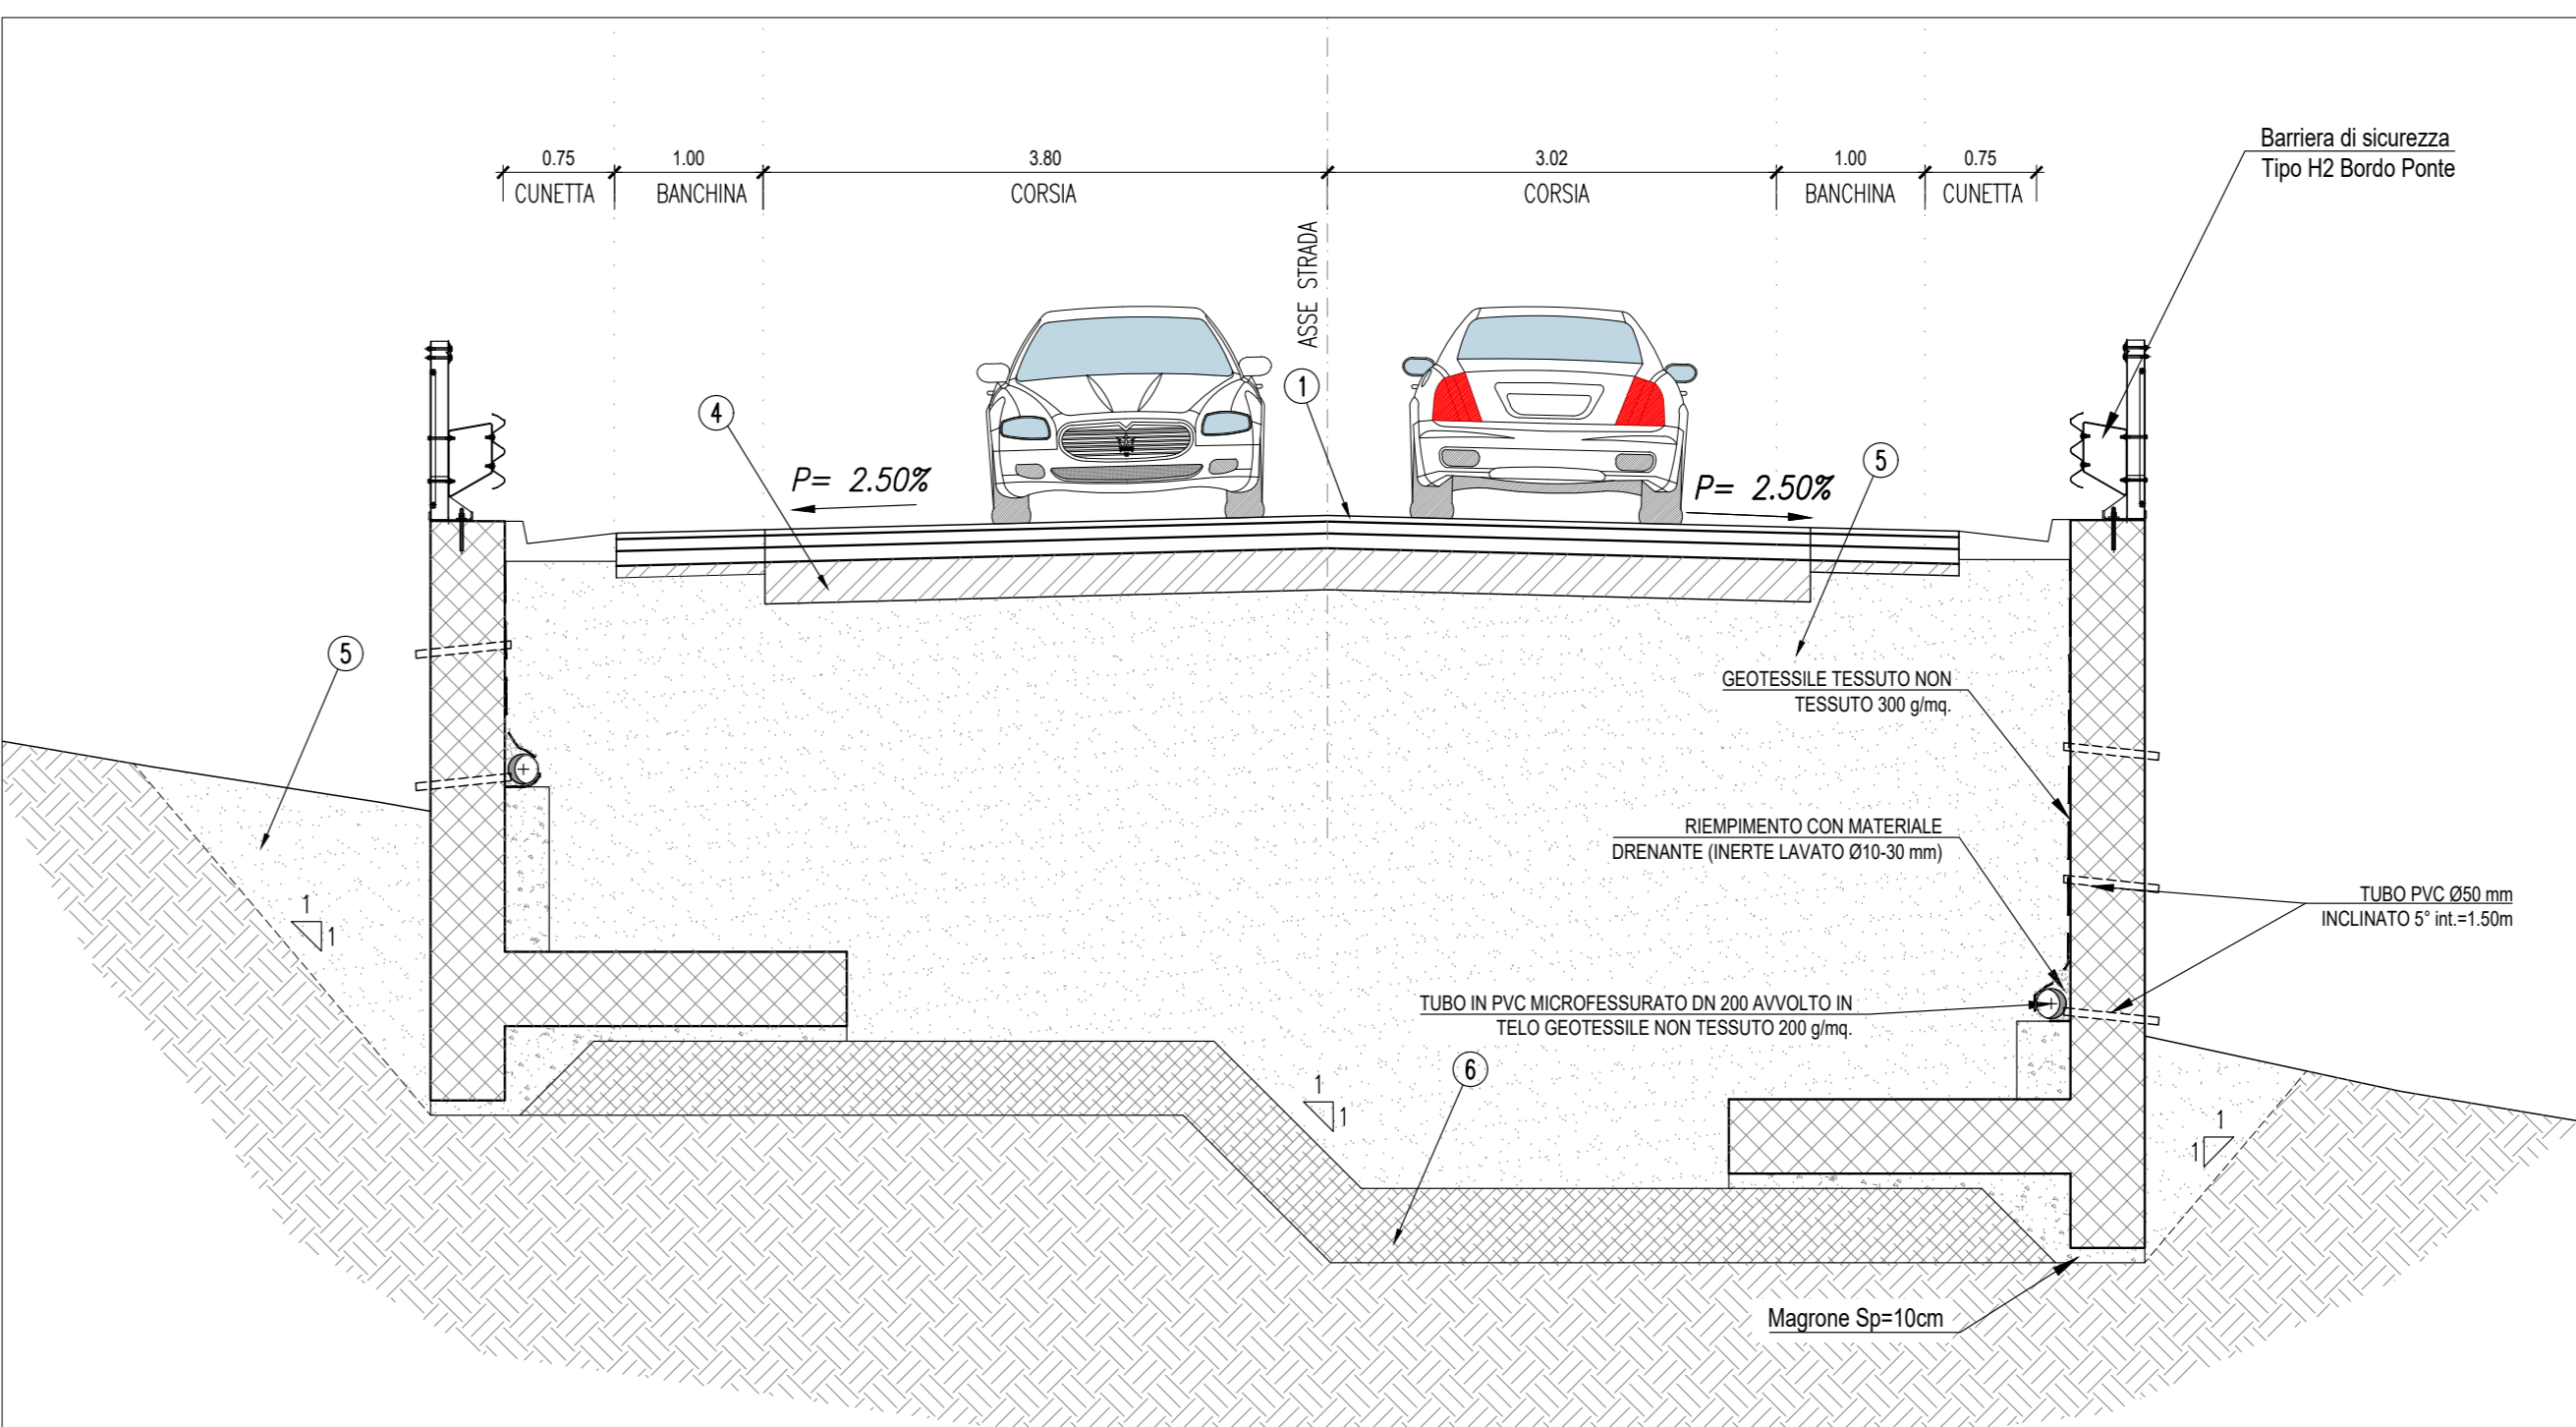 0.75 1.00 3.80 3.02 1.00 0.75
CUNETTA BANCHINA CORSIA CORSIA BANCHINA CUNETTA
Barriera di sicurezza
Tipo H2 Bordo Ponte
ASSE STRADA
1
4
5
P= 2.50%
P= 2.50%
5
GEOTESSILE TESSUTO NON
TESSUTO 300 g/mq.
RIEMPIMENTO CON MATERIALE
DRENANTE (INERTE LAVATO Ø10-30 mm)
TUBO PVC Ø50 mm
INCLINATO 5° int.=1.50m
1
1
TUBO IN PVC MICROFESSURATO DN 200 AVVOLTO IN
TELO GEOTESSILE NON TESSUTO 200 g/mq.
6
1
1
1
1
Magrone Sp=10cm